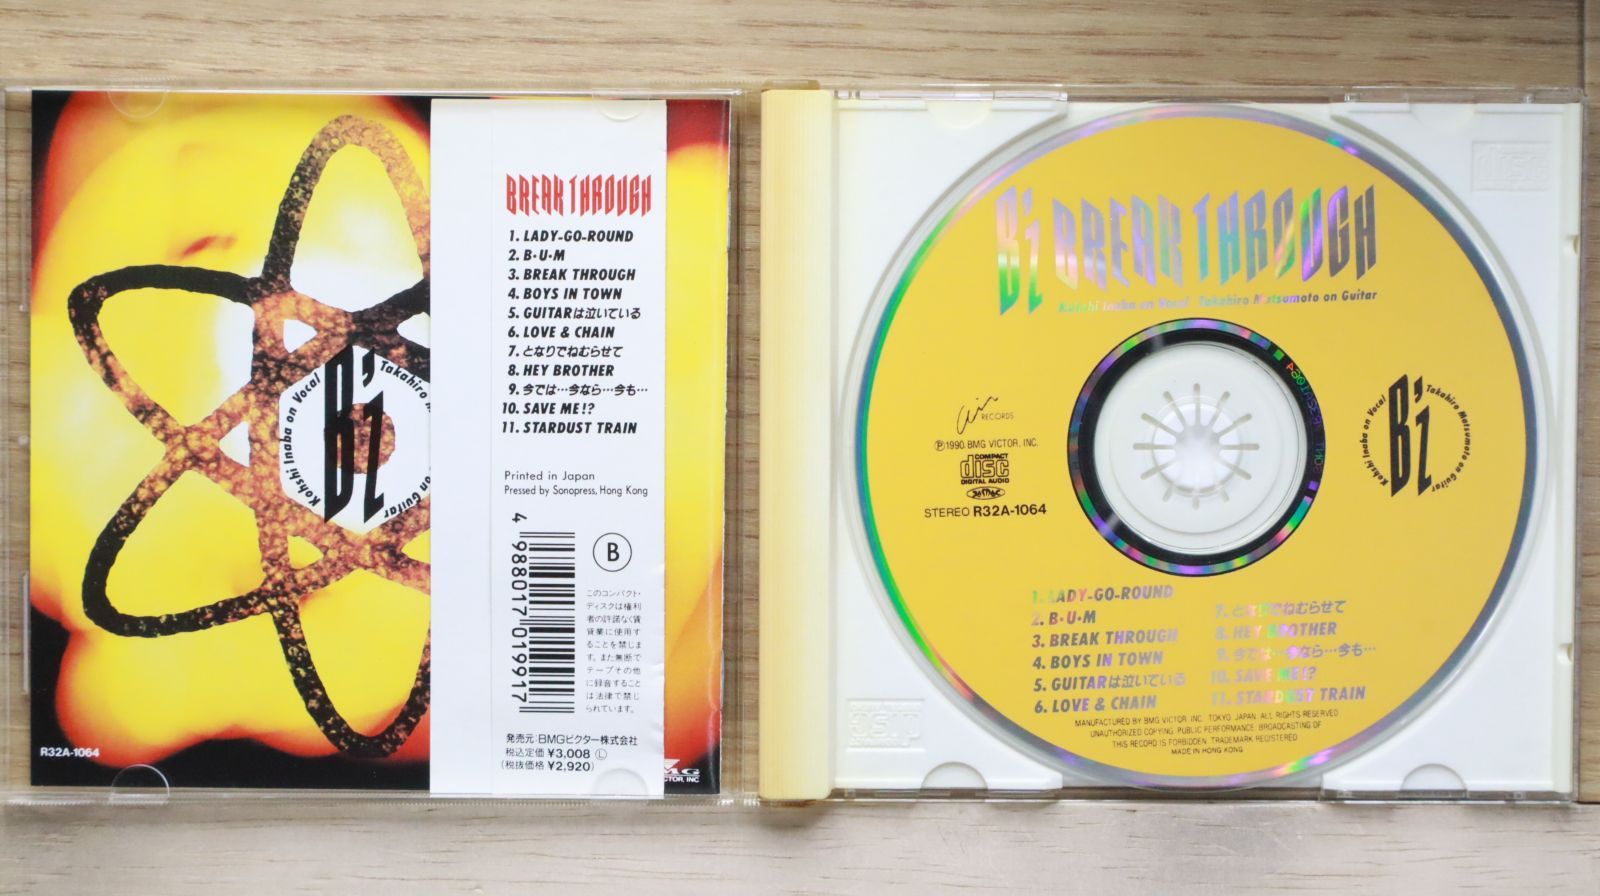 BREAK THROUGH
1. LADY-GO-ROUND
2. B・U・M
3. BREAK THROUGH
4. BOYS IN TOWN
5. GUITARは泣いている
6. LOVE & CHAIN
7. となりでねむらせて
8. HEY BROTHER
9. 今では…今なら…今も…
10. SAVE ME!?
11. STARDUST TRAIN
Printed in Japan
Pressed by Sonopress, Hong Kong
4 988017 019917
B
このコンパクト・
ディスクは権利
者の許諾なく賃
貸業に使用す
ることを禁じま
す。また無断で
テープその他
に録音すること
は法律で禁じ
られています。
発売元:BMGビクター株式会社
税込定価 ¥3,008 Ⓛ
(税抜価格 ¥2,920)
B'z
Kohshi Inaba on Vocal
Takahiro M
on Guitar
R32A-1064
MG
CTOR, INC
B'z BREAK THROUGH
Kohshi Inaba on Vocal Takahiro Matsumoto on Guitar
air RECORDS
Ⓟ1990. BMG VICTOR, INC.
COMPACT
disc
DIGITAL AUDIO
STEREO R32A-1064
B'z
Kohshi Inaba on Vocal
Takahiro Matsumoto on Guitar
1. LADY-GO-ROUND
2. B・U・M
3. BREAK THROUGH
4. BOYS IN TOWN
5. GUITARは泣いている
6. LOVE & CHAIN
7. となりでねむらせて
8. HEY BROTHER
9. 今では…今なら…今も…
10. SAVE ME!?
11. STARDUST TRAIN
MANUFACTURED BY BMG VICTOR INC. TOKYO. JAPAN. ALL RIGHTS RESERVED.
UNAUTHORIZED COPYING. PUBLIC PERFORMANCE. BROADCASTING OF
THIS RECORD IS FORBIDDEN. TRADEMARK REGISTERED
MADE IN HONG KONG
disc